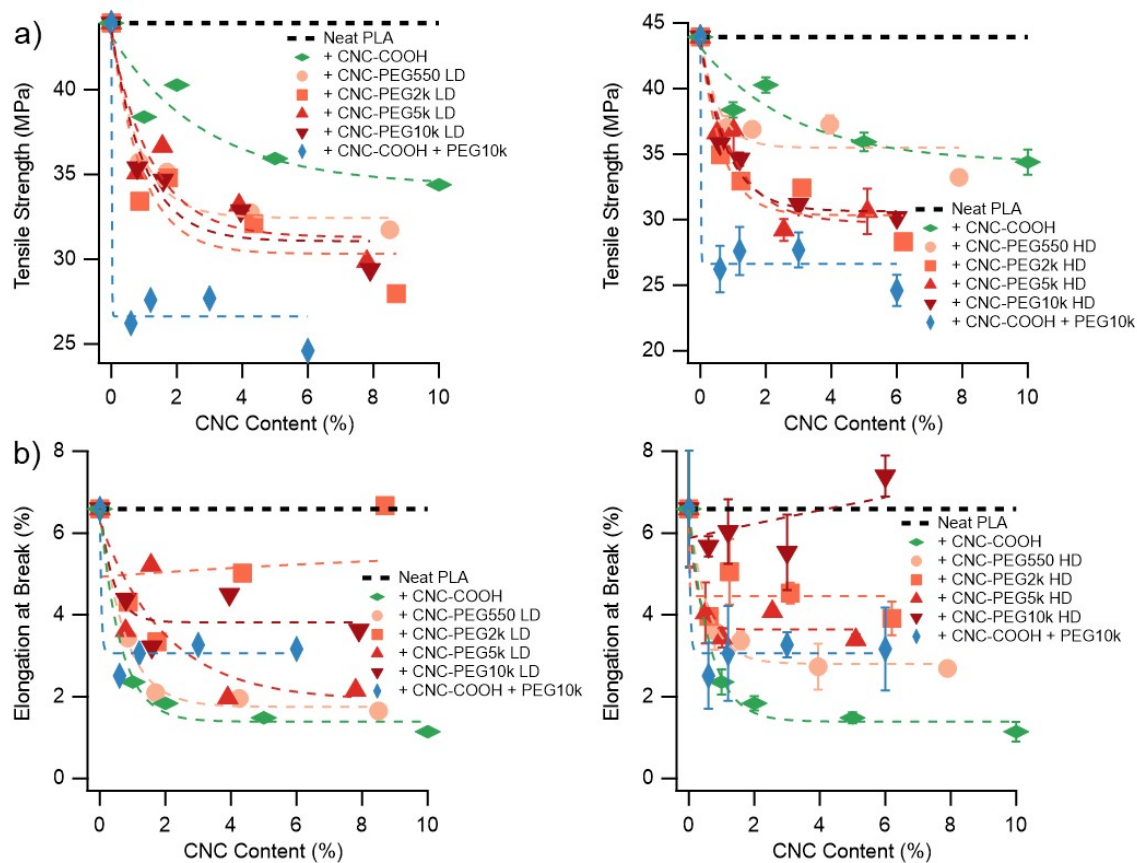 a)
Tensile Strength (MPa)
40
35
30
25
Neat PLA
+ CNC-COOH
+ CNC-PEG550 LD
+ CNC-PEG2k LD
+ CNC-PEG5k LD
+ CNC-PEG10k LD
+ CNC-COOH + PEG10k
0 2 4 6 8 10
CNC Content (%)
Tensile Strength (MPa)
45
40
35
30
25
20
Neat PLA
+ CNC-COOH
+ CNC-PEG550 HD
+ CNC-PEG2k HD
+ CNC-PEG5k HD
+ CNC-PEG10k HD
+ CNC-COOH + PEG10k
0 2 4 6 8 10
CNC Content (%)
b)
Elongation at Break (%)
8
6
4
2
0
Neat PLA
+ CNC-COOH
+ CNC-PEG550 LD
+ CNC-PEG2k LD
+ CNC-PEG5k LD
+ CNC-PEG10k LD
+ CNC-COOH + PEG10k
0 2 4 6 8 10
CNC Content (%)
Elongation at Break (%)
8
6
4
2
0
Neat PLA
+ CNC-COOH
+ CNC-PEG550 HD
+ CNC-PEG2k HD
+ CNC-PEG5k HD
+ CNC-PEG10k HD
+ CNC-COOH + PEG10k
0 2 4 6 8 10
CNC Content (%)